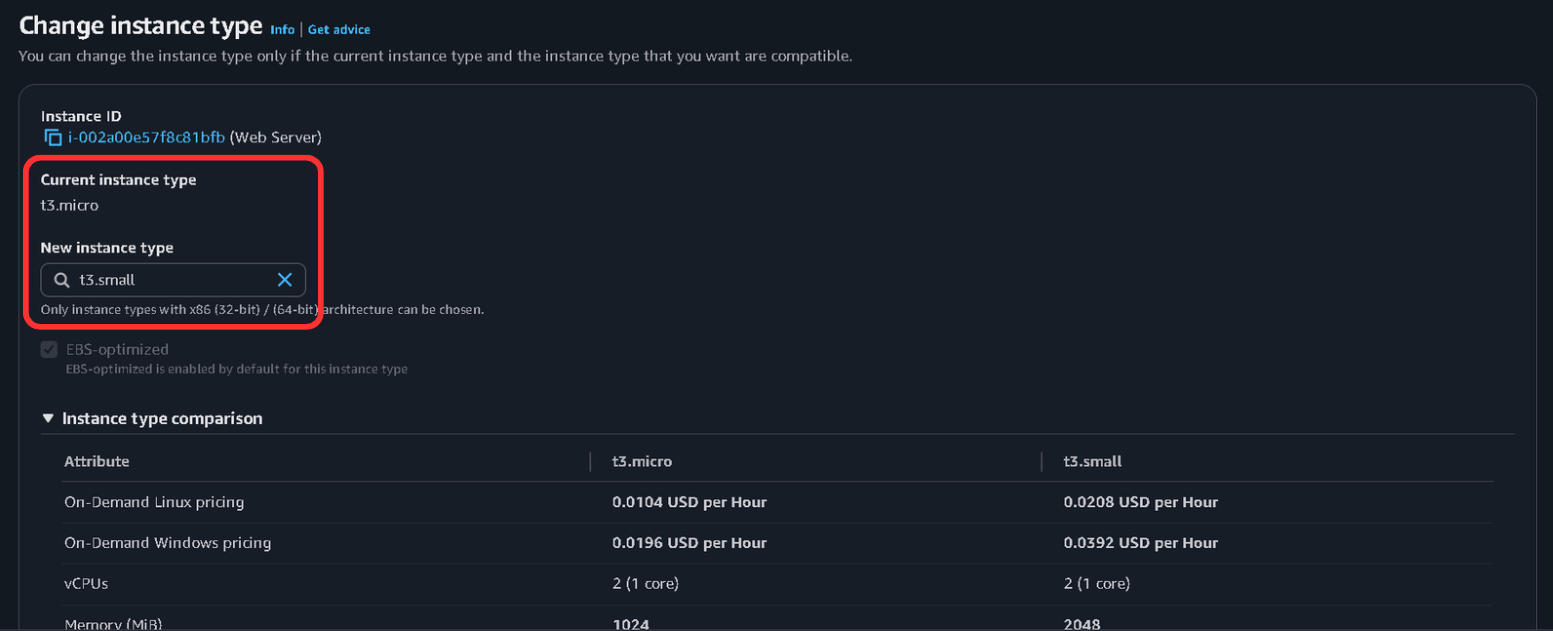 Change instance type Info | Get advice
You can change the instance type only if the current instance type and the instance type that you want are compatible.
Instance ID
i-002a00e57f8c81bfb (Web Server)
Current instance type
t3.micro
New instance type
t3.small
Only instance types with x86 (32-bit) / (64-bit) architecture can be chosen.
EBS-optimized
EBS-optimized is enabled by default for this instance type
Instance type comparison
Attribute t3.micro t3.small
On-Demand Linux pricing 0.0104 USD per Hour 0.0208 USD per Hour
On-Demand Windows pricing 0.0196 USD per Hour 0.0392 USD per Hour
vCPUs 2 (1 core) 2 (1 core)
Memory (MiB) 1024 2048